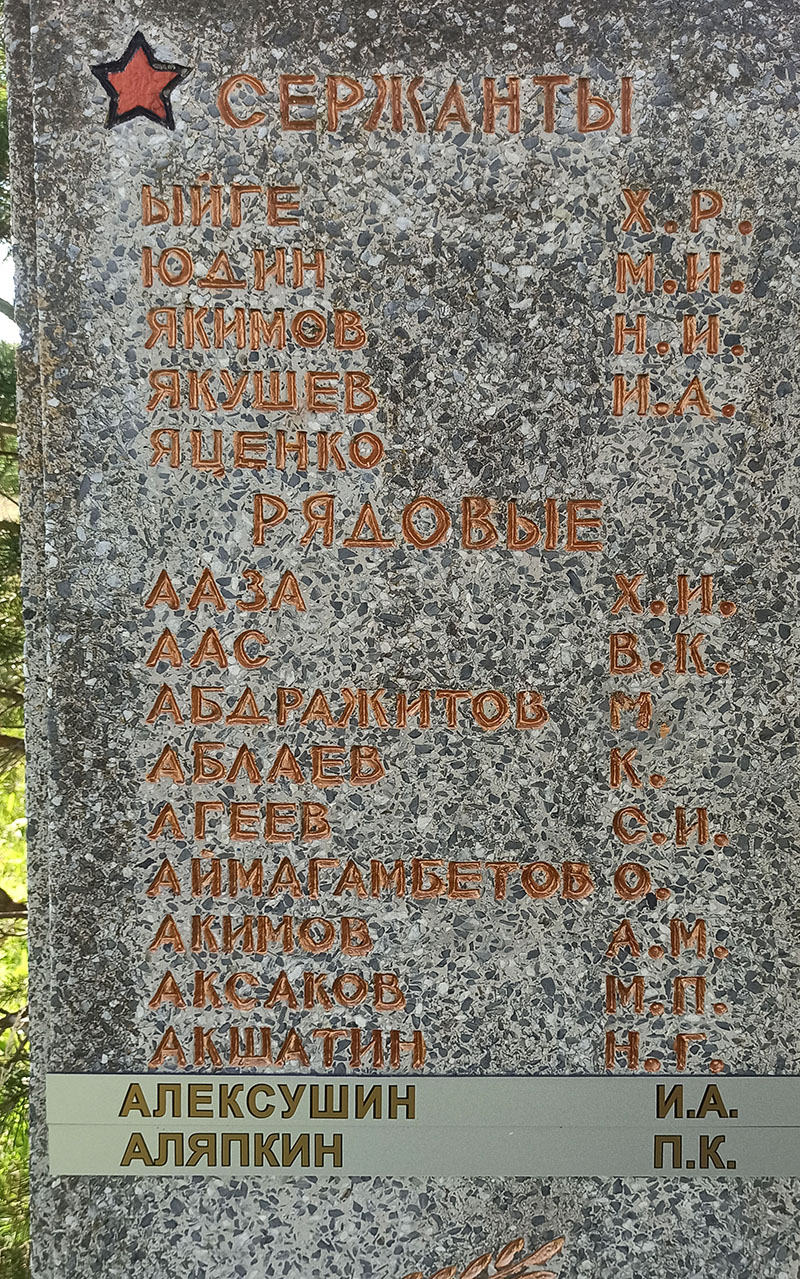 СЕРЖАНТЫ
ЫЙГЕ Х.Р.
ЮДИН М.И.
ЯКИМОВ Н.И.
ЯКУШЕВ И.А.
ЯЦЕНКО
РЯДОВЫЕ
ААЗА Х.И.
ААС В.К.
АБДРАЖИТОВ М.
АБЛАЕВ К.
АГЕЕВ С.И.
АЙМАГАМБЕТОВ О.
АКИМОВ А.М.
АКСАКОВ М.П.
АКШАТИН Н.Г.
АЛЕКСУШИН И.А.
АЛЯПКИН П.К.